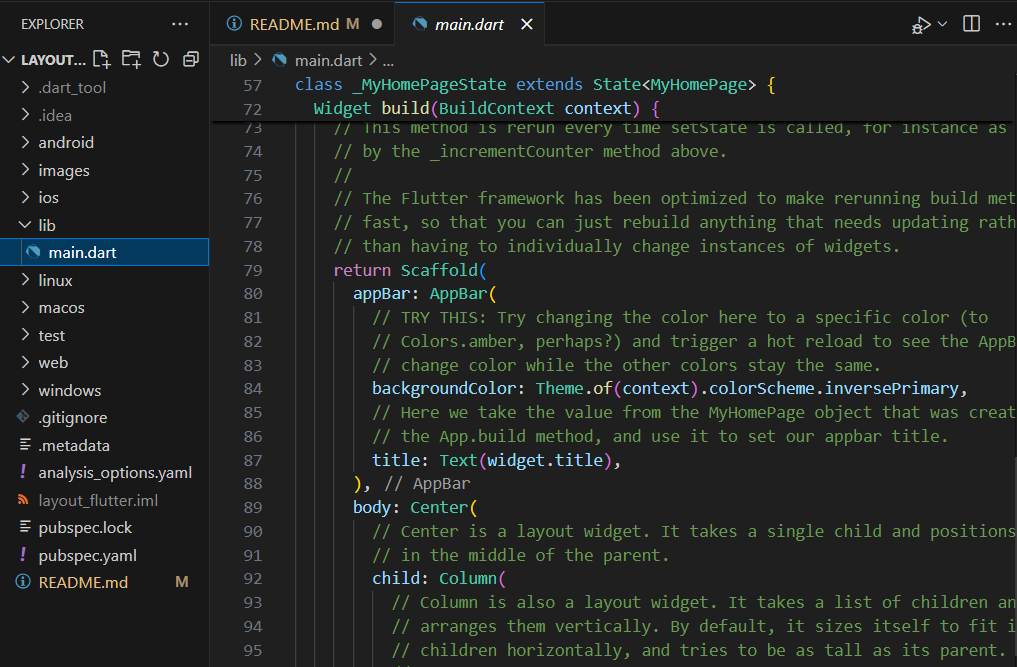 EXPLORER
LAYOUT...
.dart_tool
.idea
android
images
ios
lib
main.dart
linux
macos
test
web
windows
.gitignore
.metadata
analysis_options.yaml
layout_flutter.iml
pubspec.lock
pubspec.yaml
README.md M
README.md M
main.dart
lib > main.dart > ...
57 class _MyHomePageState extends State<MyHomePage> {
72 Widget build(BuildContext context) {
73 // This method is rerun every time setState is called, for instance as
74 // by the _incrementCounter method above.
75 //
76 // The Flutter framework has been optimized to make rerunning build met
77 // fast, so that you can just rebuild anything that needs updating rath
78 // than having to individually change instances of widgets.
79 return Scaffold(
80 appBar: AppBar(
81 // TRY THIS: Try changing the color here to a specific color (to
82 // Colors.amber, perhaps?) and trigger a hot reload to see the AppB
83 // change color while the other colors stay the same.
84 backgroundColor: Theme.of(context).colorScheme.inversePrimary,
85 // Here we take the value from the MyHomePage object that was creat
86 // the App.build method, and use it to set our appbar title.
87 title: Text(widget.title),
88 ), // AppBar
89 body: Center(
90 // Center is a layout widget. It takes a single child and positions
91 // in the middle of the parent.
92 child: Column(
93 // Column is also a layout widget. It takes a list of children an
94 // arranges them vertically. By default, it sizes itself to fit i
95 // children horizontally, and tries to be as tall as its parent.